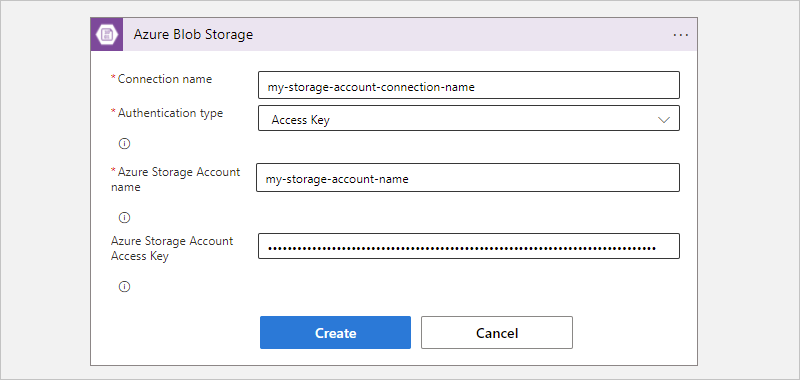 Azure Blob Storage
* Connection name
my-storage-account-connection-name
* Authentication type
Access Key
* Azure Storage Account
name
my-storage-account-name
Azure Storage Account
Access Key
Create
Cancel